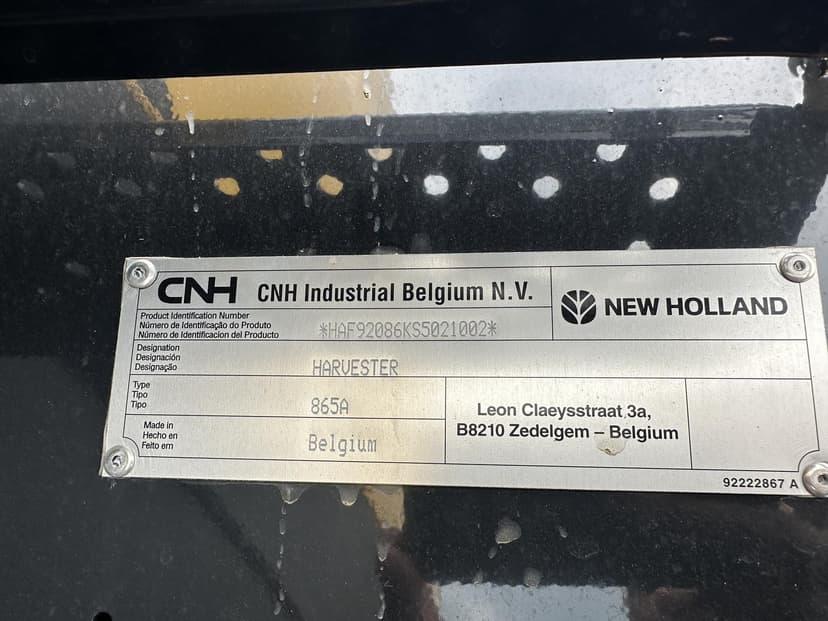 CNH CNH Industrial Belgium N.V.
NEW HOLLAND
Product Identification Number
Número de Identificação do Produto
Número de Identificacion del Producto
*HAF92086KS5021002*
Designation
Designación
Designação
HARVESTER
Type
Tipo
Tipo
865A
Made in
Hecho en
Feito em
Belgium
Leon Claeysstraat 3a,
B8210 Zedelgem – Belgium
92222867 A